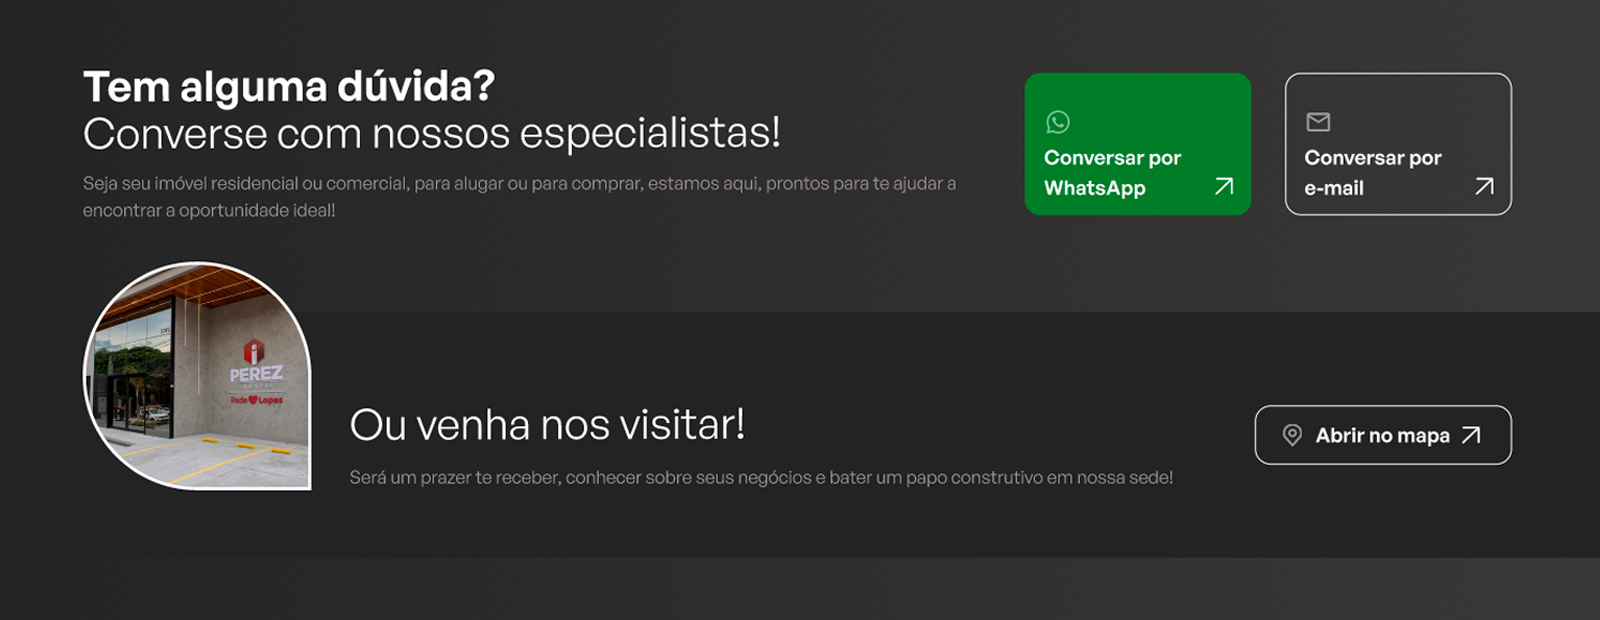 Tem alguma dúvida?
Converse com nossos especialistas!
Seja seu imóvel residencial ou comercial, para alugar ou para comprar, estamos aqui, prontos para te ajudar a
encontrar a oportunidade ideal!
Conversar por
WhatsApp
Conversar por
e-mail
PEREZ
Rede Lopes
Ou venha nos visitar!
Será um prazer te receber, conhecer sobre seus negócios e bater um papo construtivo em nossa sede!
Abrir no mapa